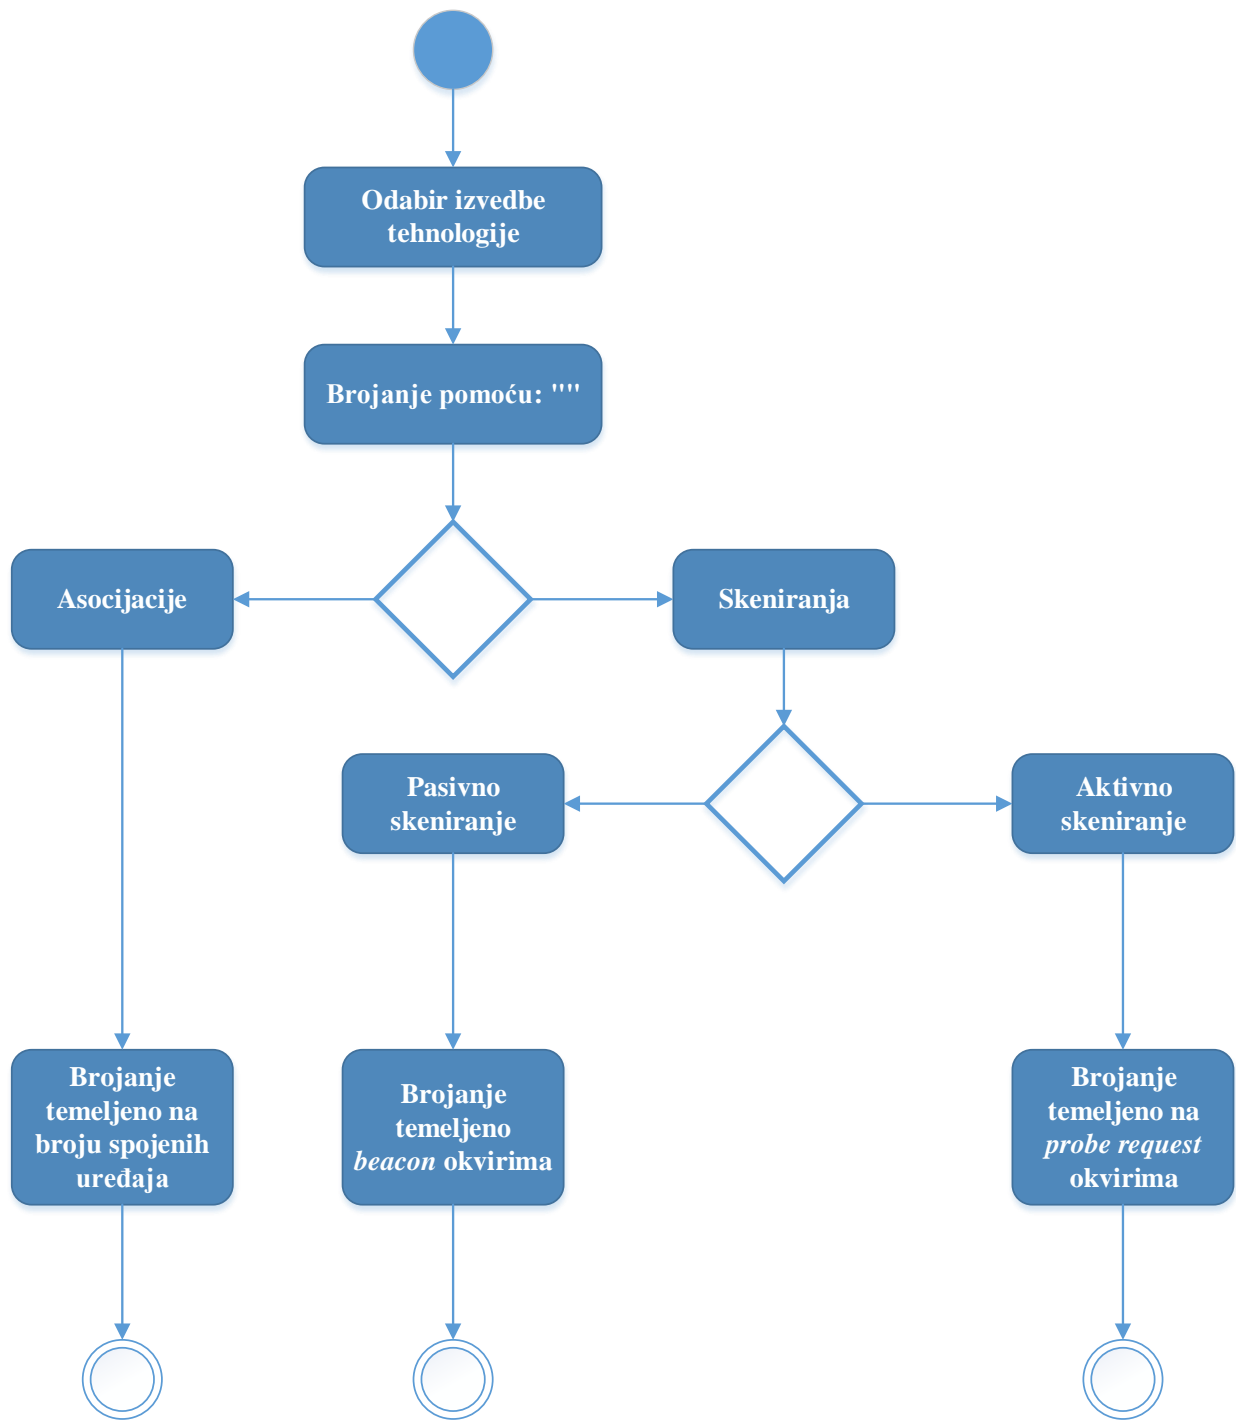 Odabir izvedbe
tehnologije
Brojanje pomoću: ""
Asocijacije
Skeniranja
Pasivno
skeniranje
Aktivno
skeniranje
Brojanje
temeljeno na
broju spojenih
uređaja
Brojanje
temeljeno
beacon okvirima
Brojanje
temeljeno na
probe request
okvirima